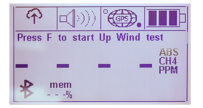 GPS
Press F to start Up Wind test
ABS
CH4
PPM
- - - -
mem
- - -%